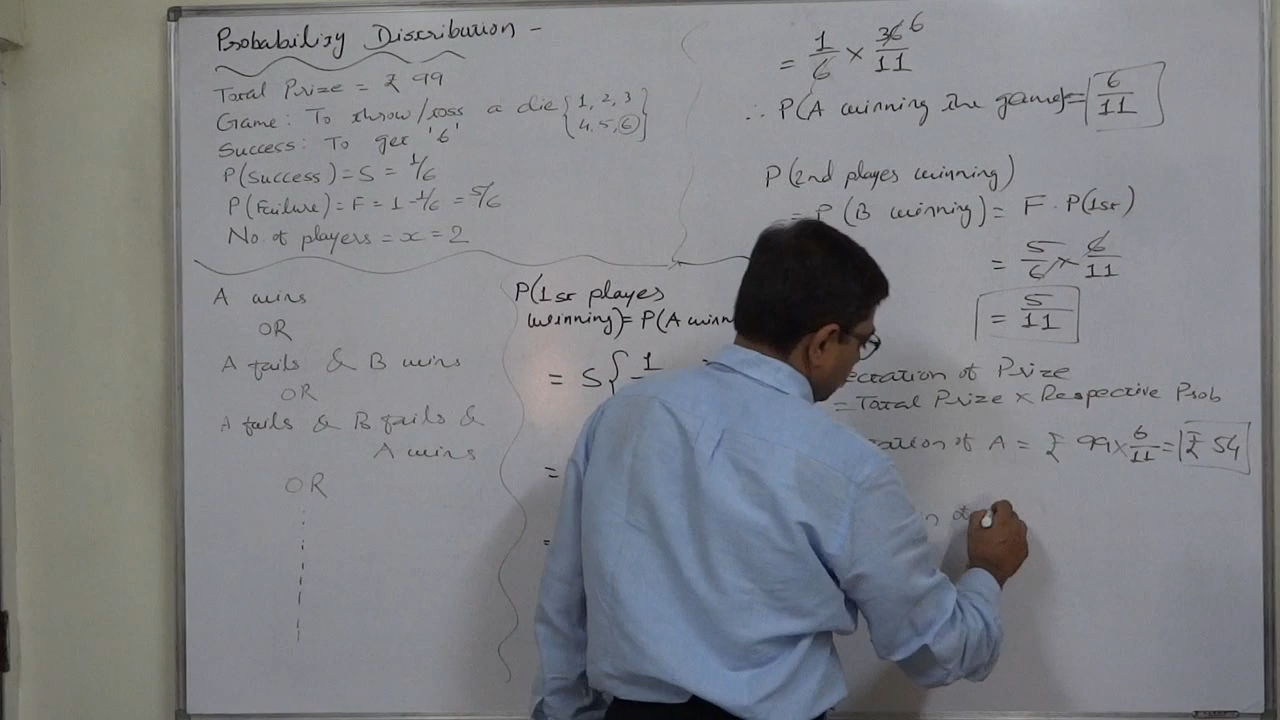 Probability Distribution -
Total Prize = ₹ 99
Game: To throw/toss a die {1, 2, 3
4, 5, 6}
Success: To get '6'
P(Success) = S = 1/6
P(Failure) = F = 1 - 1/6 = 5/6
No. of players = x = 2
A wins
OR
A fails & B wins
OR
A fails & B fails &
A wins
OR
P(1st player
winning) = P(A winn
= S { 1
=
=
= 1/6 × 36/11 6
∴ P(A winning the game) = 6/11
P(2nd player winning)
= P(B winning) = F · P(1st)
= 5/6 × 6/11
= 5/11
ectation of Prize
= Total Prize × Respective Prob
tation of A = ₹ 99 × 6/11 = ₹ 54
n of